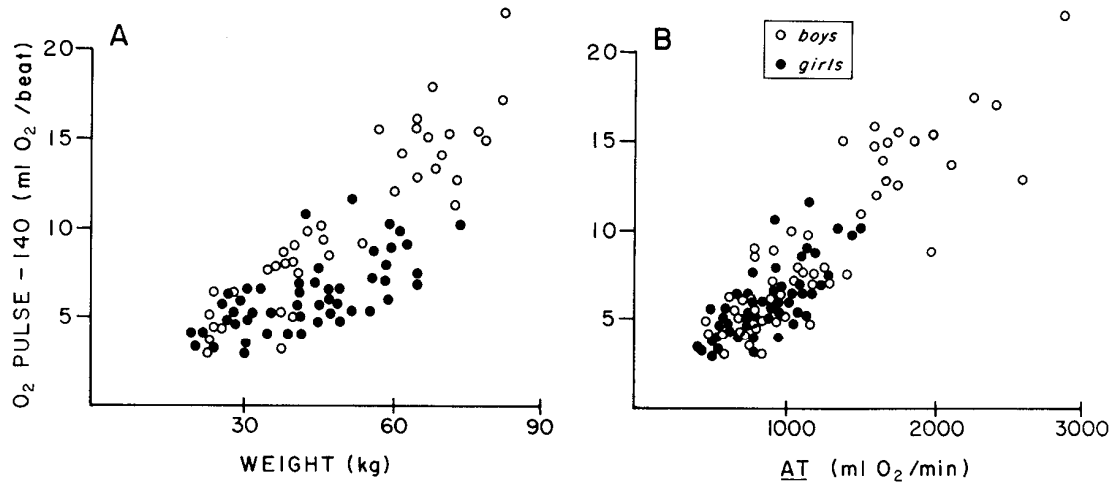 A
O2 PULSE -140 (ml O2/beat)
20
15
10
5
30
60
90
WEIGHT (kg)
B
boys
girls
20
15
10
5
1000
2000
3000
AT (ml O2/min)